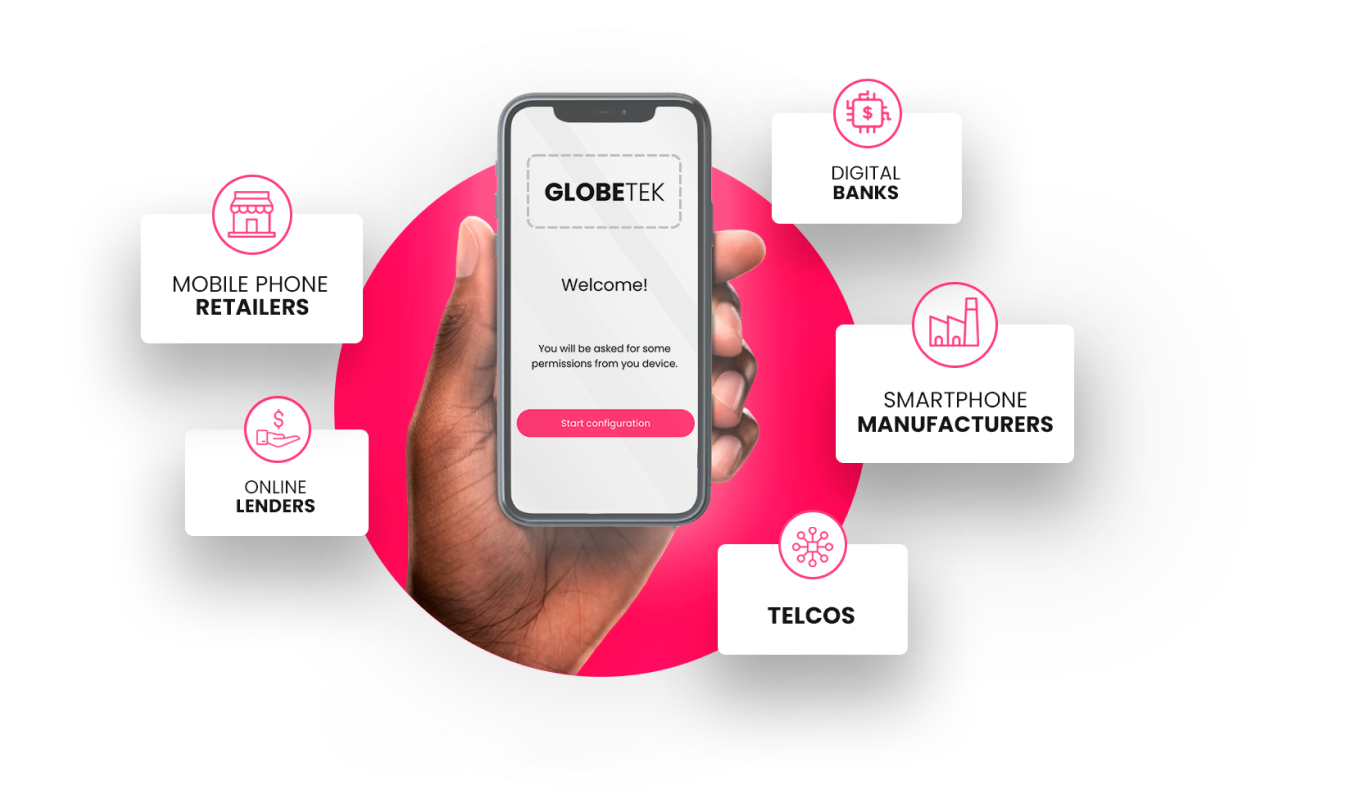 GLOBETEK
Welcome!
You will be asked for some
permissions from you device.
Start configuration
MOBILE PHONE
RETAILERS
ONLINE
LENDERS
$
DIGITAL
BANKS
$
SMARTPHONE
MANUFACTURERS
TELCOS